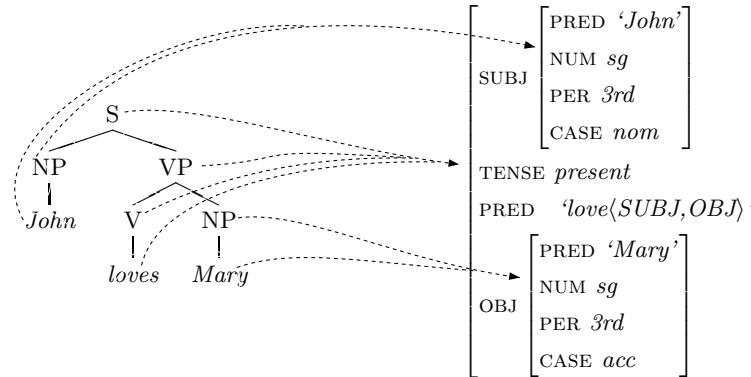 S
NP VP
John V NP
loves Mary
SUBJ
PRED ‘John’
NUM sg
PER 3rd
CASE nom
TENSE present
PRED ‘love⟨SUBJ,OBJ⟩’
OBJ
PRED ‘Mary’
NUM sg
PER 3rd
CASE acc